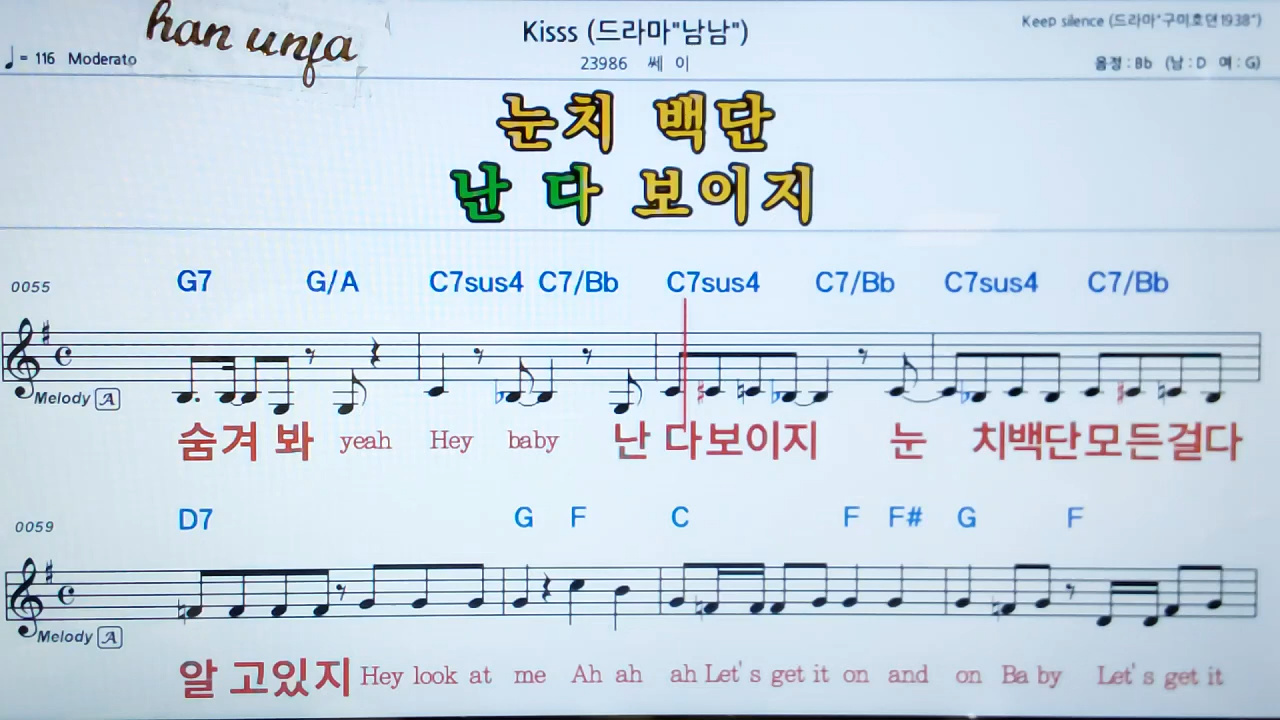 han unfa
Kisss (드라마"남남")
Keep silence (드라마"구미호뎐1938")
♩= 116 Moderato
23986 쎄 이
음정 : Bb (남 : D 여 : G)
눈치 백단
난 다 보이지
0055
G7 G/A C7sus4 C7/Bb C7sus4 C7/Bb C7sus4 C7/Bb
Melody A
숨겨 봐 yeah Hey baby 난 다보이지 눈 치백단모든걸다
0059
D7 G F C F F# G F
Melody A
알 고있지 Hey look at me Ah ah ah Let's get it on and on Ba by Let's get it